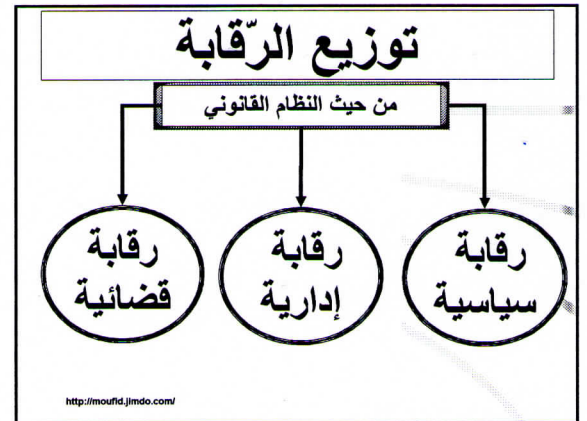 توزيع الرّقابة
من حيث النظام القانوني
رقابة
سياسية
رقابة
إدارية
رقابة
قضائية
http://moufid.jimdo.com/